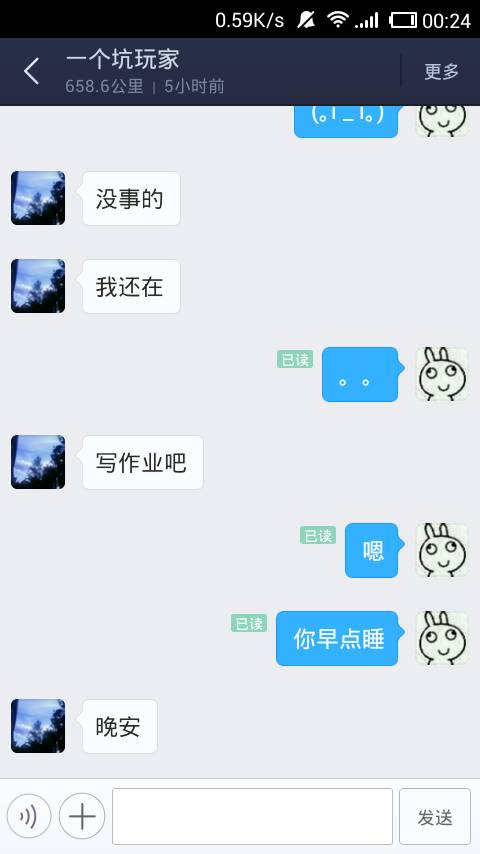 0.59K/s 00:24
一个坑玩家
658.6公里 | 5小时前
更多
没事的
我还在
已读
。。
写作业吧
已读
嗯
已读
你早点睡
晚安
发送